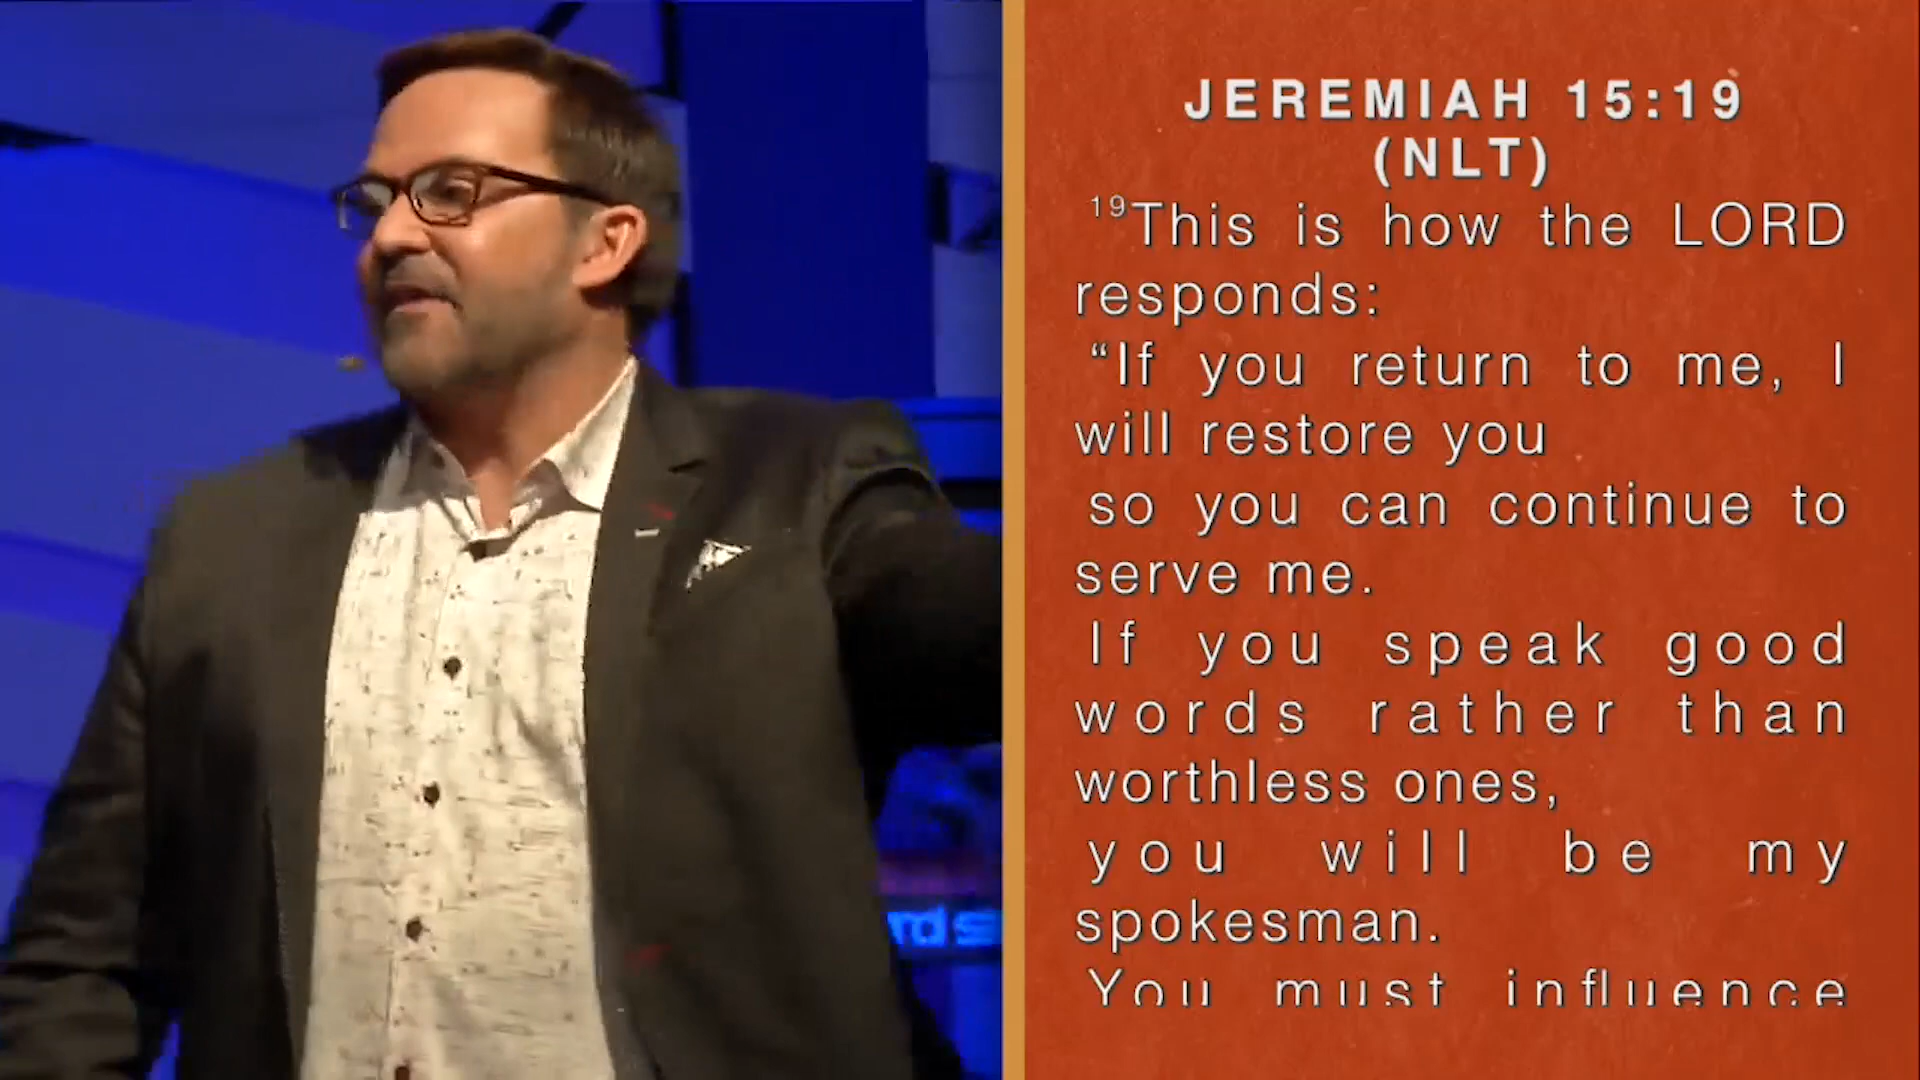 JEREMIAH 15:19
(NLT)
¹⁹This is how the LORD
responds:
“If you return to me, I
will restore you
so you can continue to
serve me.
If you speak good
words rather than
worthless ones,
you will be my
spokesman.
You must influence